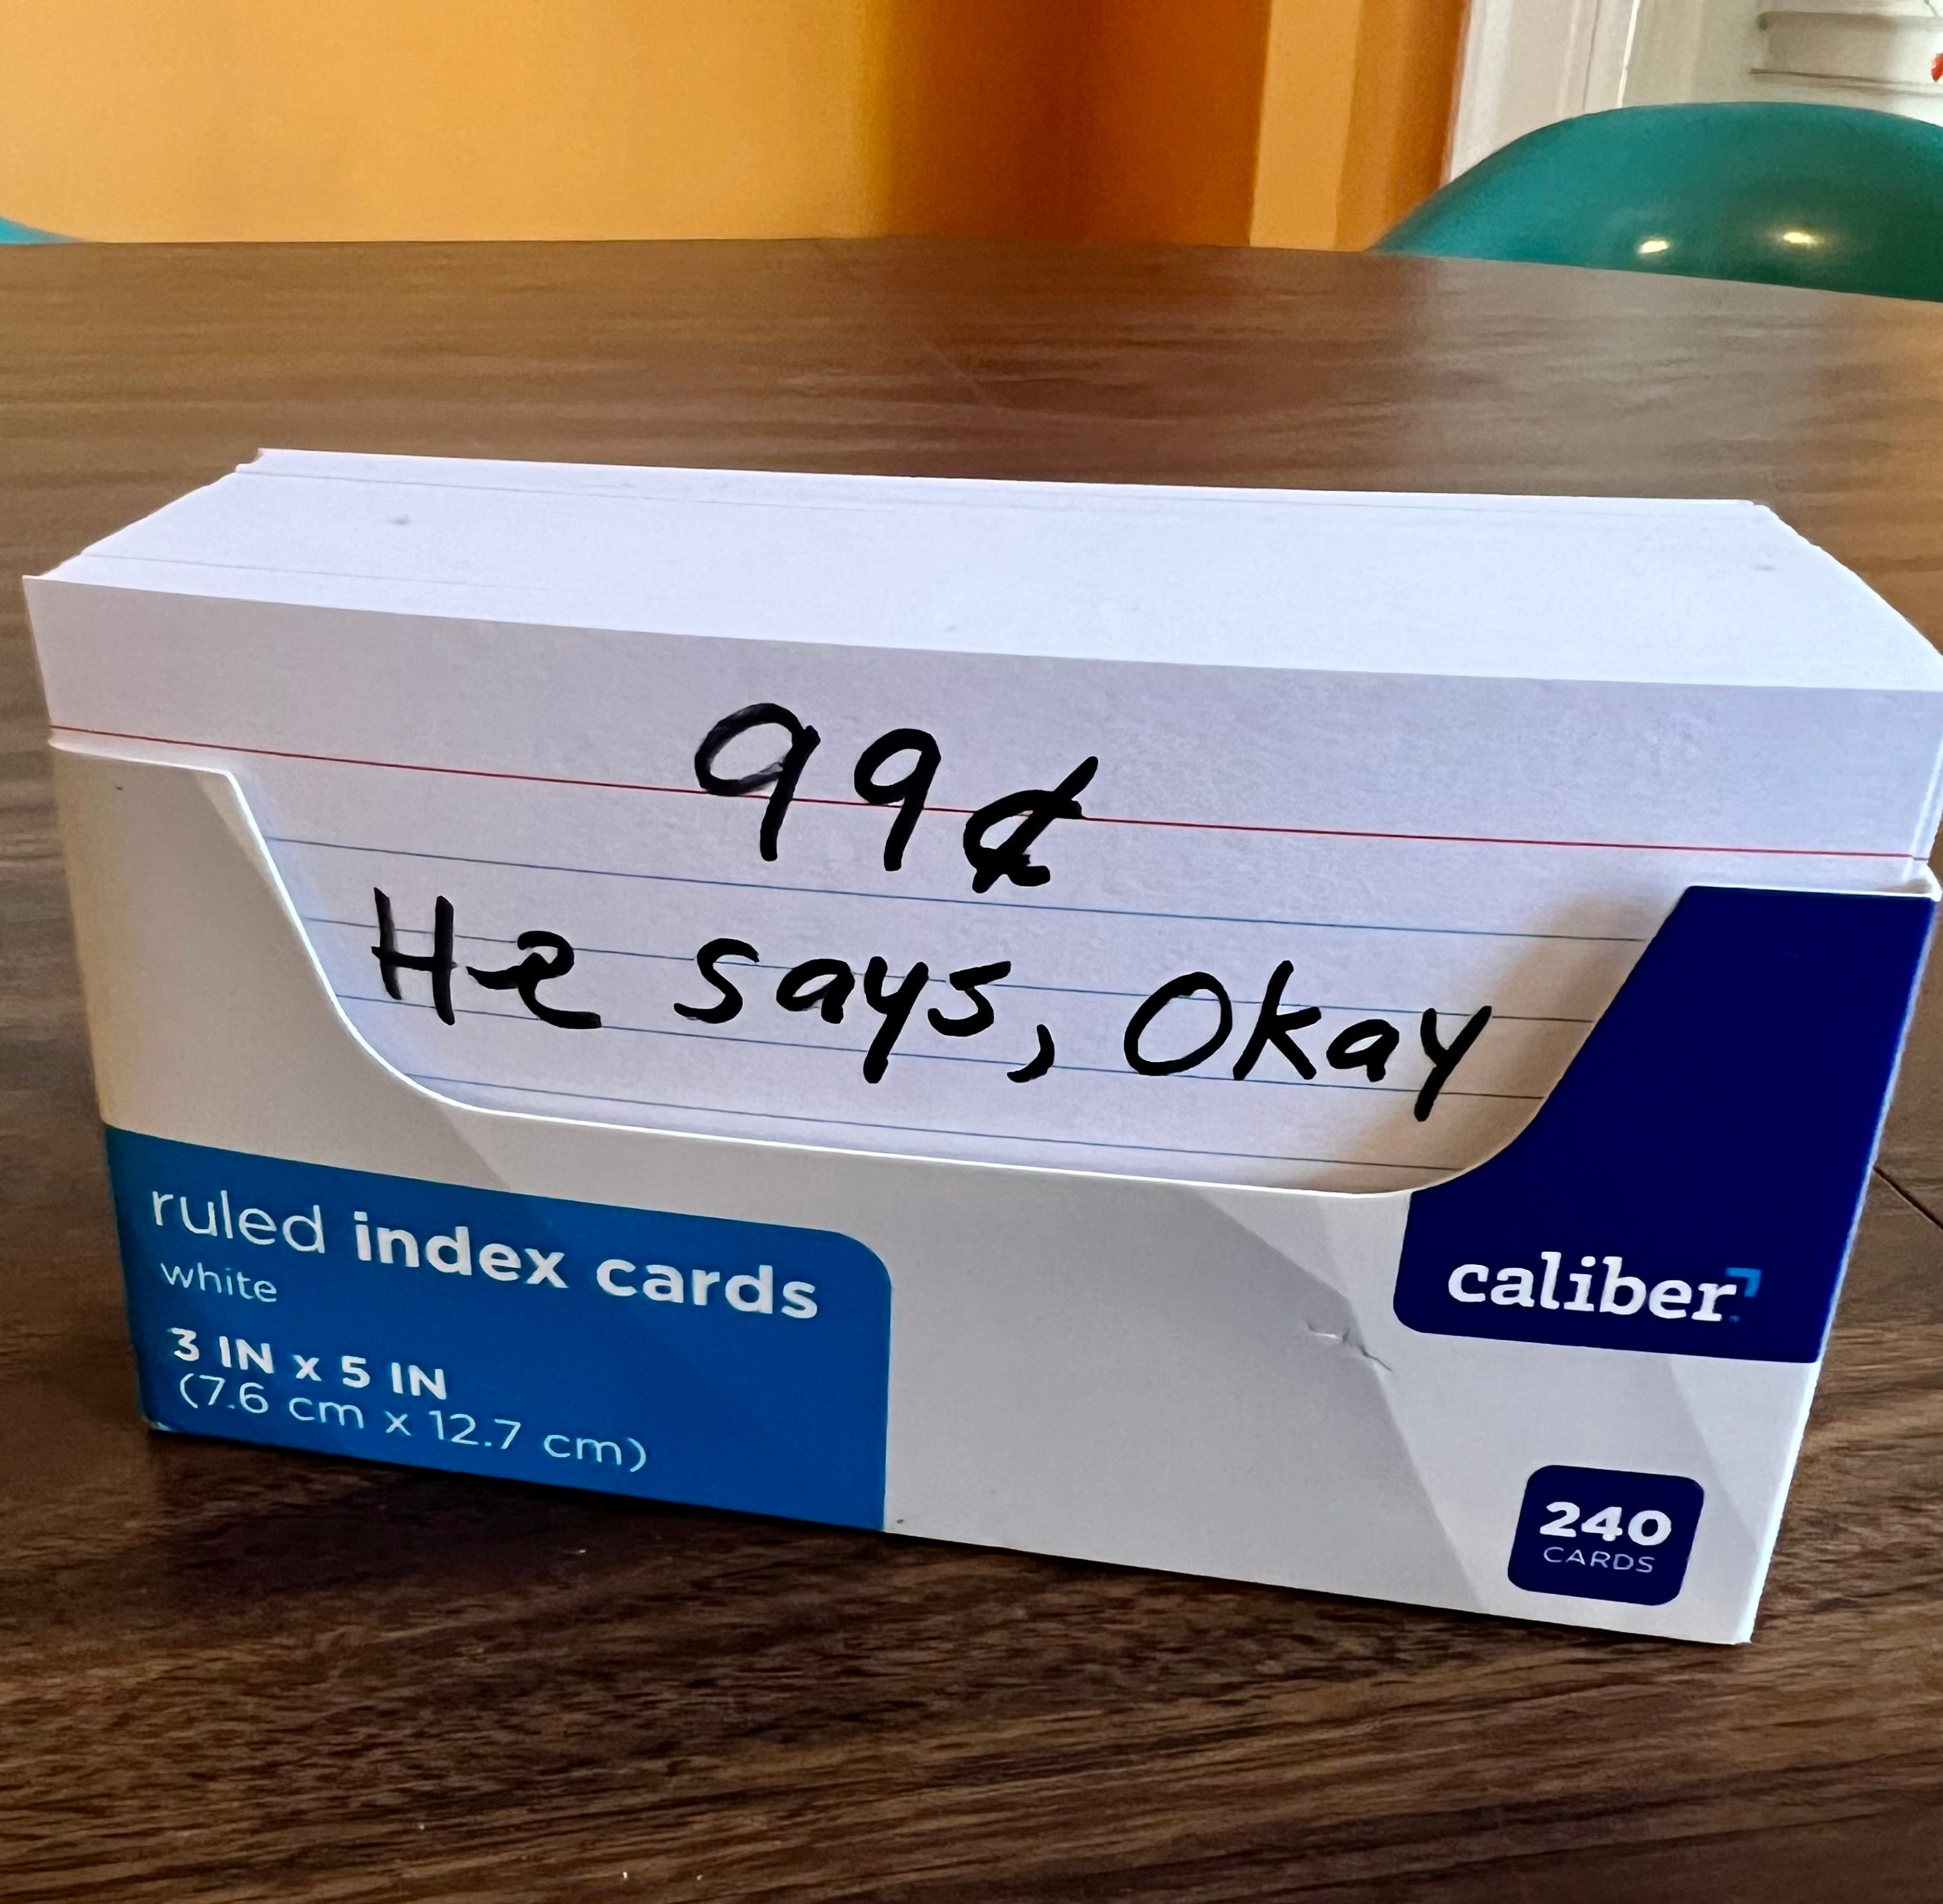 99¢
He says, Okay
ruled index cards
white
3 IN x 5 IN
(7.6 cm x 12.7 cm)
caliber
240
CARDS